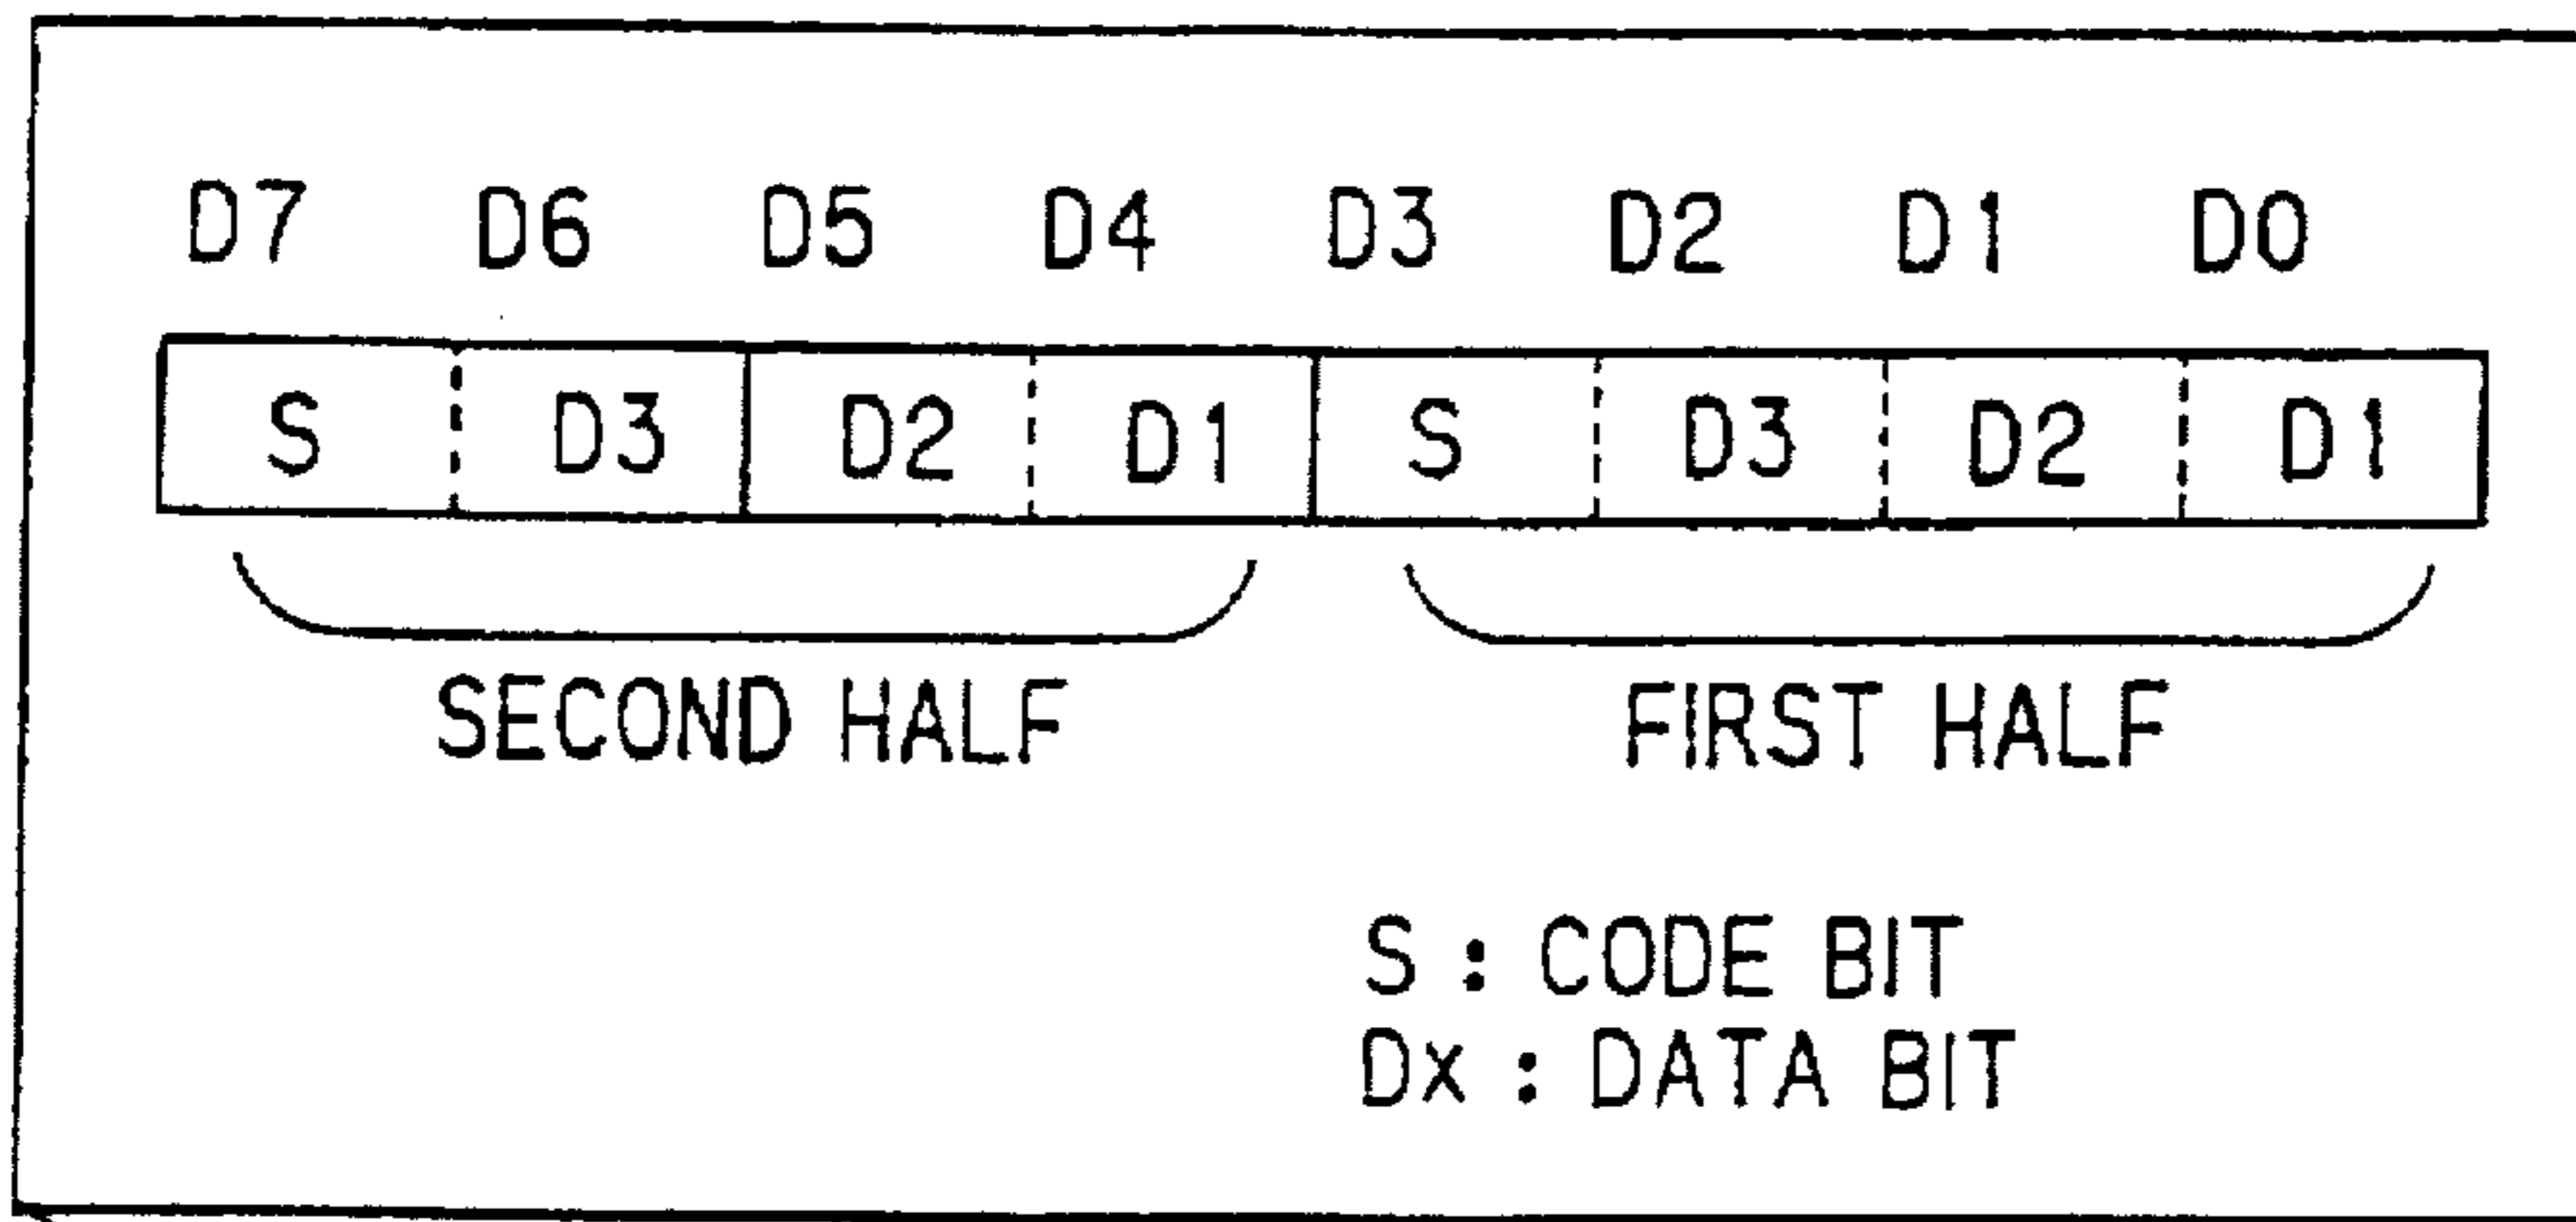 D7 D6 D5 D4 D3 D2 D1 D0
S D3 D2 D1 S D3 D2 D1
SECOND HALF FIRST HALF
S : CODE BIT
Dx : DATA BIT